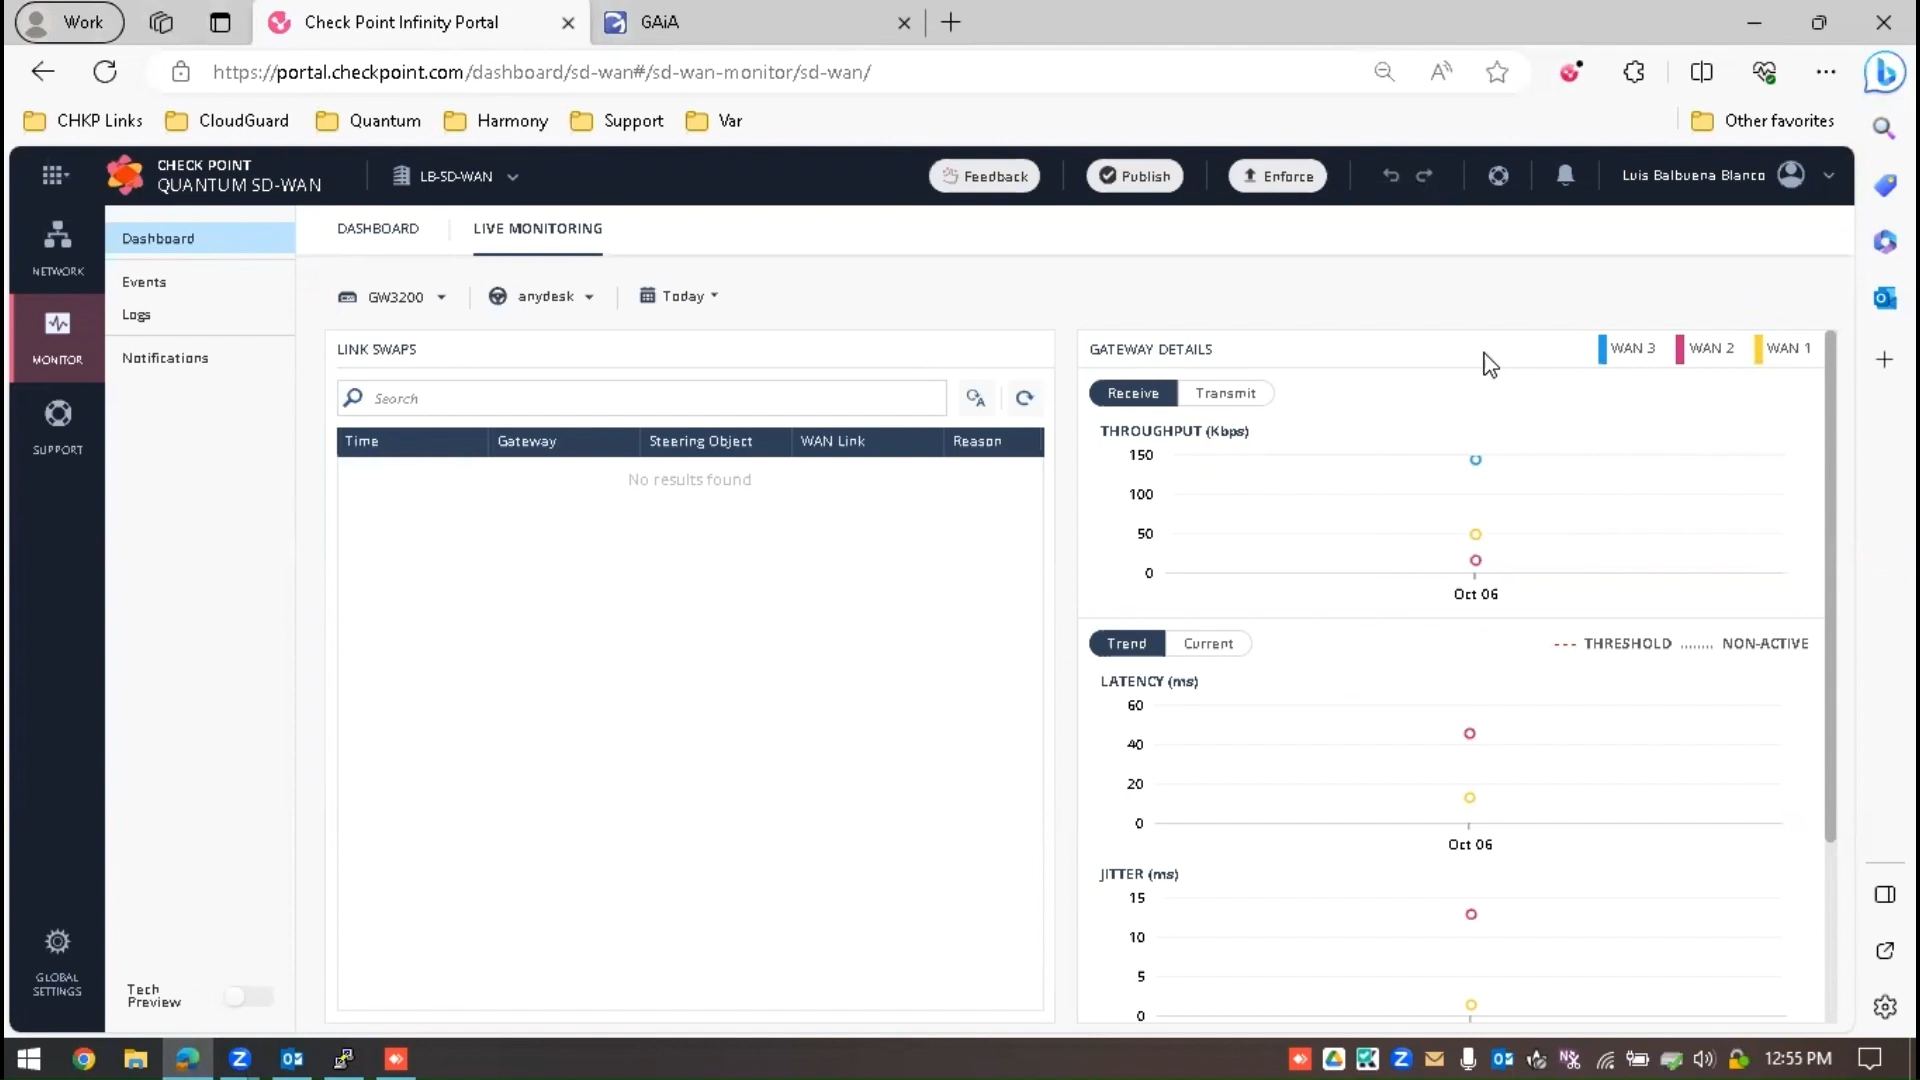 Work
Check Point Infinity Portal
GAiA
https://portal.checkpoint.com/dashboard/sd-wan#/sd-wan-monitor/sd-wan/
CHKP Links
CloudGuard
Quantum
Harmony
Support
Var
Other favorites
CHECK POINT
QUANTUM SD-WAN
LB-SD-WAN
Feedback
Publish
Enforce
Luis Balbuena Blanco
NETWORK
MONITOR
SUPPORT
GLOBAL
SETTINGS
Dashboard
Events
Logs
Notifications
Tech
Preview
DASHBOARD
LIVE MONITORING
GW3200
anydesk
Today
LINK SWAPS
Search
Time Gateway Steering Object WAN Link Reason
No results found
GATEWAY DETAILS
WAN 3 WAN 2 WAN 1
Receive Transmit
THROUGHPUT (Kbps)
150
100
50
0
Oct 06
Trend Current
--- THRESHOLD ........ NON-ACTIVE
LATENCY (ms)
60
40
20
0
Oct 06
JITTER (ms)
15
10
5
0
12:55 PM